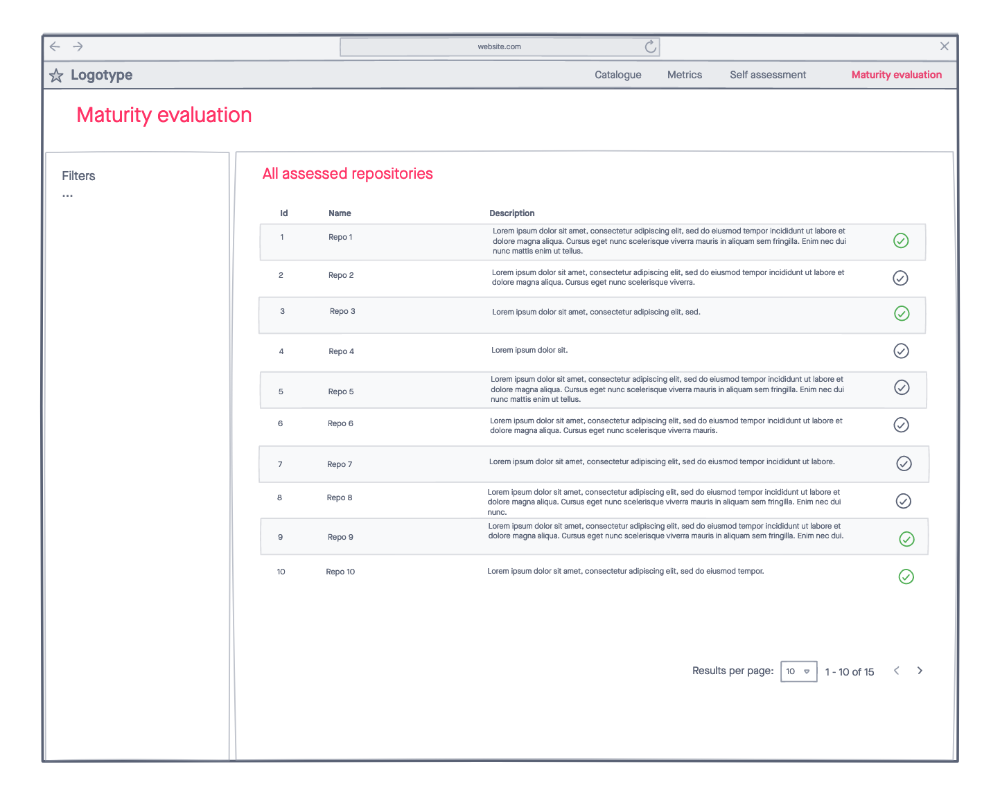 website.com
Logotype
Catalogue
Metrics
Self assessment
Maturity evaluation
Maturity evaluation
Filters
...
All assessed repositories
Id
Name
Description
1
Repo 1
Lorem ipsum dolor sit amet, consectetur adipiscing elit, sed do eiusmod tempor incididunt ut labore et
dolore magna aliqua. Cursus eget nunc scelerisque viverra mauris in aliquam sem fringilla. Enim nec dui
nunc mattis enim ut tellus.
2
Repo 2
Lorem ipsum dolor sit amet, consectetur adipiscing elit, sed do eiusmod tempor incididunt ut labore et
dolore magna aliqua. Cursus eget nunc scelerisque viverra.
3
Repo 3
Lorem ipsum dolor sit amet, consectetur adipiscing elit, sed.
4
Repo 4
Lorem ipsum dolor sit.
5
Repo 5
Lorem ipsum dolor sit amet, consectetur adipiscing elit, sed do eiusmod tempor incididunt ut labore et
dolore magna aliqua. Cursus eget nunc scelerisque viverra mauris in aliquam sem fringilla. Enim nec dui
nunc mattis enim ut tellus.
6
Repo 6
Lorem ipsum dolor sit amet, consectetur adipiscing elit, sed do eiusmod tempor incididunt ut labore et
dolore magna aliqua. Cursus eget nunc scelerisque viverra mauris.
7
Repo 7
Lorem ipsum dolor sit amet, consectetur adipiscing elit, sed do eiusmod tempor incididunt ut labore.
8
Repo 8
Lorem ipsum dolor sit amet, consectetur adipiscing elit, sed do eiusmod tempor incididunt ut labore et
dolore magna aliqua. Cursus eget nunc scelerisque viverra mauris in aliquam sem fringilla. Enim nec dui
nunc.
9
Repo 9
Lorem ipsum dolor sit amet, consectetur adipiscing elit, sed do eiusmod tempor incididunt ut labore et
dolore magna aliqua. Cursus eget nunc scelerisque viverra mauris in aliquam sem fringilla. Enim nec dui.
10
Repo 10
Lorem ipsum dolor sit amet, consectetur adipiscing elit, sed do eiusmod tempor.
Results per page:
10
1 - 10 of 15